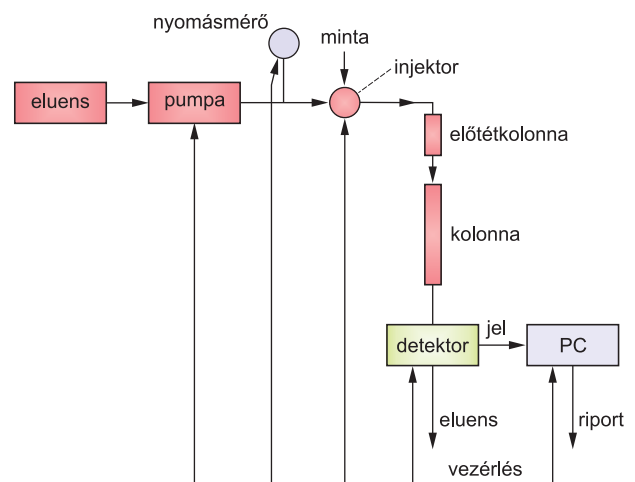 nyomásmérő
minta
injektor
eluens
pumpa
előtétkolonna
kolonna
jel
detektor
PC
eluens
riport
vezérlés